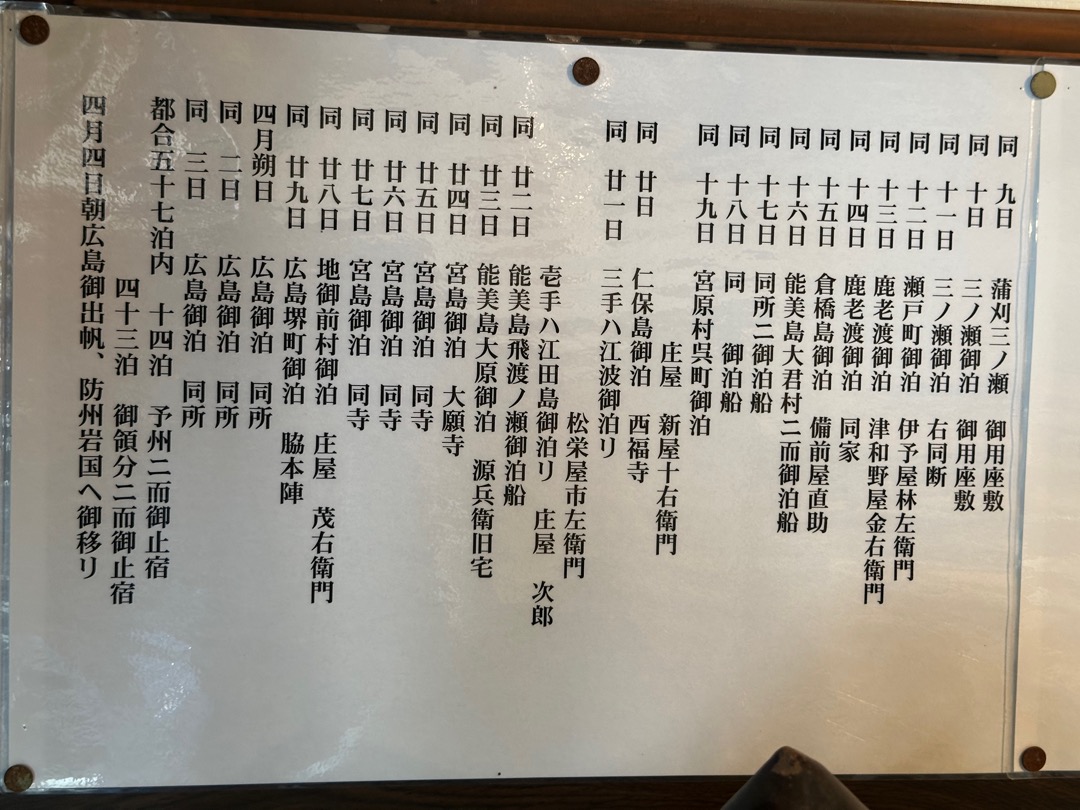 同 九日 蒲刈三ノ瀬 御用座敷
同 十日 三ノ瀬御泊 御用座敷
同 十一日 三ノ瀬御泊 右同断
同 十二日 瀬戸町御泊 伊予屋林左衛門
同 十三日 鹿老渡御泊 津和野屋金右衛門
同 十四日 鹿老渡御泊 同家
同 十五日 倉橋島御泊 備前屋直助
同 十六日 能美島大君村二而御泊船
同 十七日 同所二御泊船
同 十八日 同 御泊船
同 十九日 宮原村呉町御泊
庄屋 新屋十右衛門
同 廿日 仁保島御泊 西福寺
同 廿一日 三手ハ江波御泊リ
松栄屋市左衛門
壱手ハ江田島御泊リ 庄屋 次郎
同 廿二日 能美島飛渡ノ瀬御泊船
同 廿三日 能美島大原御泊 源兵衛旧宅
同 廿四日 宮島御泊 大願寺
同 廿五日 宮島御泊 同寺
同 廿六日 宮島御泊 同寺
同 廿七日 宮島御泊 同寺
同 廿八日 地御前村御泊 庄屋 茂右衛門
同 廿九日 広島堺町御泊 脇本陣
四月朔日 広島御泊 同所
同 二日 広島御泊 同所
同 三日 広島御泊 同所
都合五十七泊内 十四泊 予州二而御止宿
四十三泊 御領分二而御止宿
四月四日朝広島御出帆、防州岩国へ御移リ